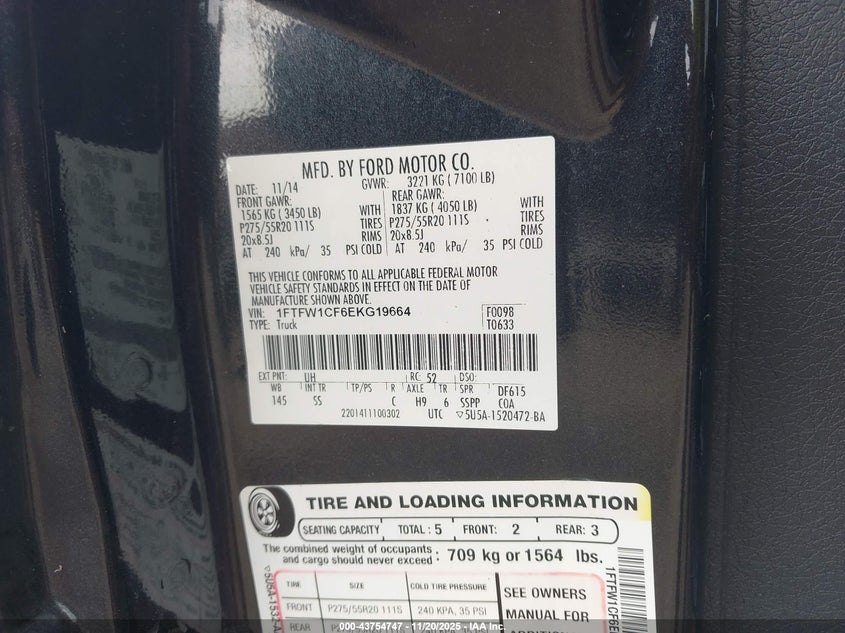 MFD. BY FORD MOTOR CO.
DATE: 11/14 GVWR: 3221 KG ( 7100 LB)
FRONT GAWR: REAR GAWR:
1565 KG ( 3450 LB) WITH 1837 KG ( 4050 LB) WITH
P275/55R20 111S TIRES P275/55R20 111S TIRES
20x8.5J RIMS 20x8.5J RIMS
AT 240 kPa/ 35 PSI COLD AT 240 kPa/ 35 PSI COLD
THIS VEHICLE CONFORMS TO ALL APPLICABLE FEDERAL MOTOR
VEHICLE SAFETY STANDARDS IN EFFECT ON THE DATE OF
MANUFACTURE SHOWN ABOVE.
VIN: 1FTFW1CF6EKG19664 F0098
TYPE: Truck T0633
EXT PNT: UH RC: 52 DSO:
WB INT TR TP/PS R AXLE TR SPR DF615
145 SS C H9 6 SSPP COA
2201411100302 UTC ▽5U5A-1520472-BA
TIRE AND LOADING INFORMATION
SEATING CAPACITY TOTAL : 5 FRONT: 2 REAR: 3
The combined weight of occupants and cargo should never exceed : 709 kg or 1564 lbs.
TIRE SIZE COLD TIRE PRESSURE SEE OWNERS
FRONT P275/55R20 111S 240 KPA, 35 PSI MANUAL FOR
REAR P275/55R20 111S
000-43754747 - 11/20/2025 - IAA Inc.